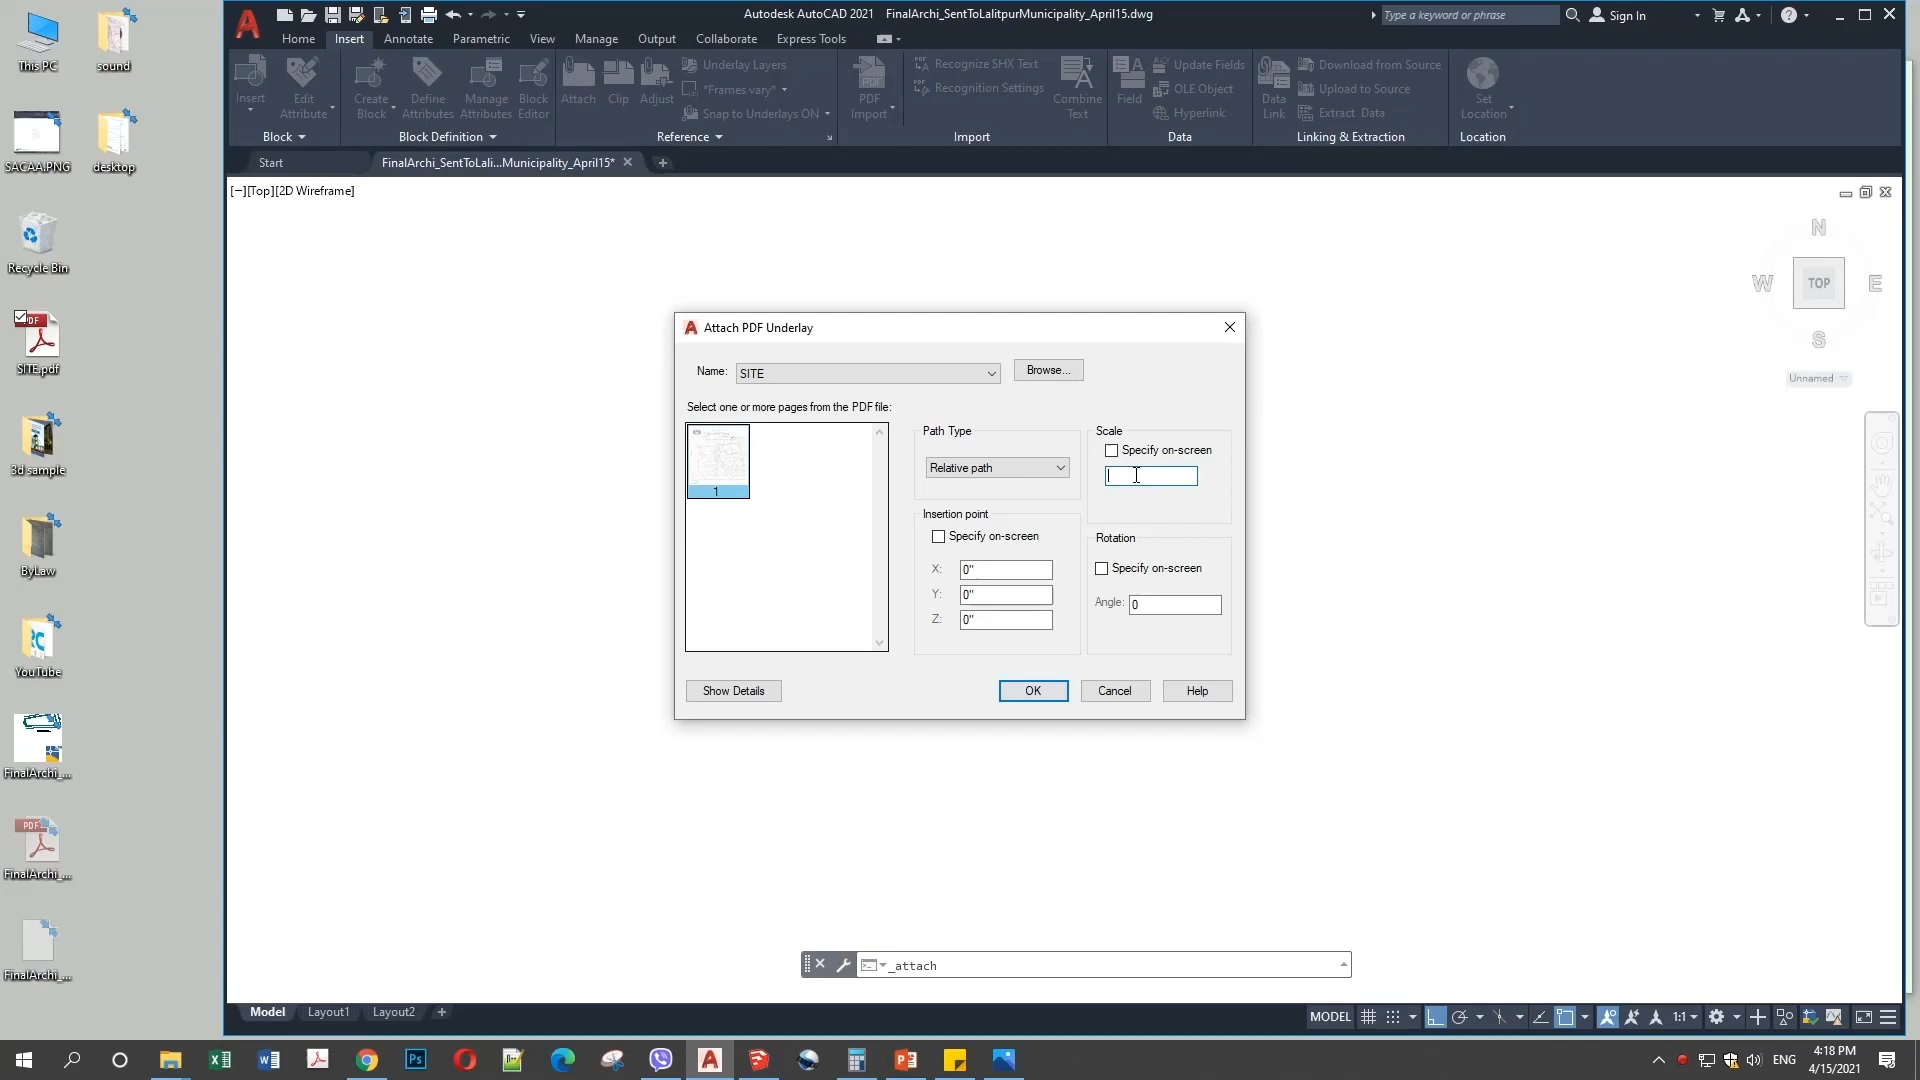 This PC
sound
SACAA.PNG
desktop
Recycle Bin
SITE.pdf
3d sample
ByLaw
YouTube
FinalArchi_...
FinalArchi_...
FinalArchi_...
Autodesk AutoCAD 2021 FinalArchi_SentToLalitpurMunicipality_April15.dwg
Type a keyword or phrase
Sign In
Home Insert Annotate Parametric View Manage Output Collaborate Express Tools
Insert
Edit Attribute
Create Block
Define Attributes
Manage Attributes
Block Editor
Attach
Clip
Adjust
Underlay Layers
*Frames vary*
Snap to Underlays ON
PDF Import
Recognize SHX Text
Recognition Settings
Combine Text
Field
Update Fields
OLE Object
Hyperlink
Data Link
Download from Source
Upload to Source
Extract Data
Set Location
Block
Block Definition
Reference
Import
Data
Linking & Extraction
Location
Start
FinalArchi_SentToLali...Municipality_April15*
[−][Top][2D Wireframe]
N
W
TOP
E
S
Unnamed
Attach PDF Underlay
Name: SITE
Browse...
Select one or more pages from the PDF file:
1
Path Type
Relative path
Scale
Specify on-screen
Insertion point
Specify on-screen
X: 0"
Y: 0"
Z: 0"
Rotation
Specify on-screen
Angle: 0
Show Details
OK
Cancel
Help
_attach
Model Layout1 Layout2
MODEL
1:1
ENG
4:18 PM
4/15/2021